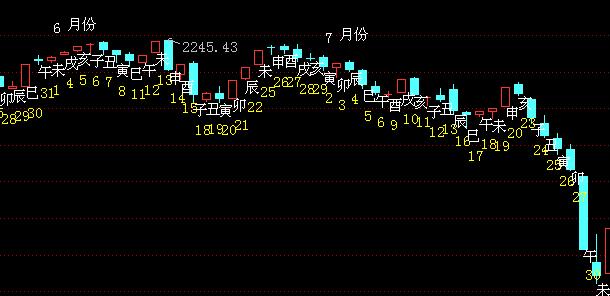 6 月份
7 月份
2245.43
卯 辰 巳 午 未 戌 亥 子 丑 寅 巳 午 未 申 酉 子 丑 寅 卯 辰 巳 未 申 酉 戌 亥 寅 卯 辰 巳 午 酉 戌 亥 子 丑 辰 巳 午 未 申 亥 子 丑 寅 卯 午 未
28 29 30 31 1 4 5 6 7 8 11 12 13 14 15 18 19 20 21 22 25 26 27 28 29 2 3 4 5 6 9 10 11 12 13 16 17 18 19 20 23 24 25 26 27 30